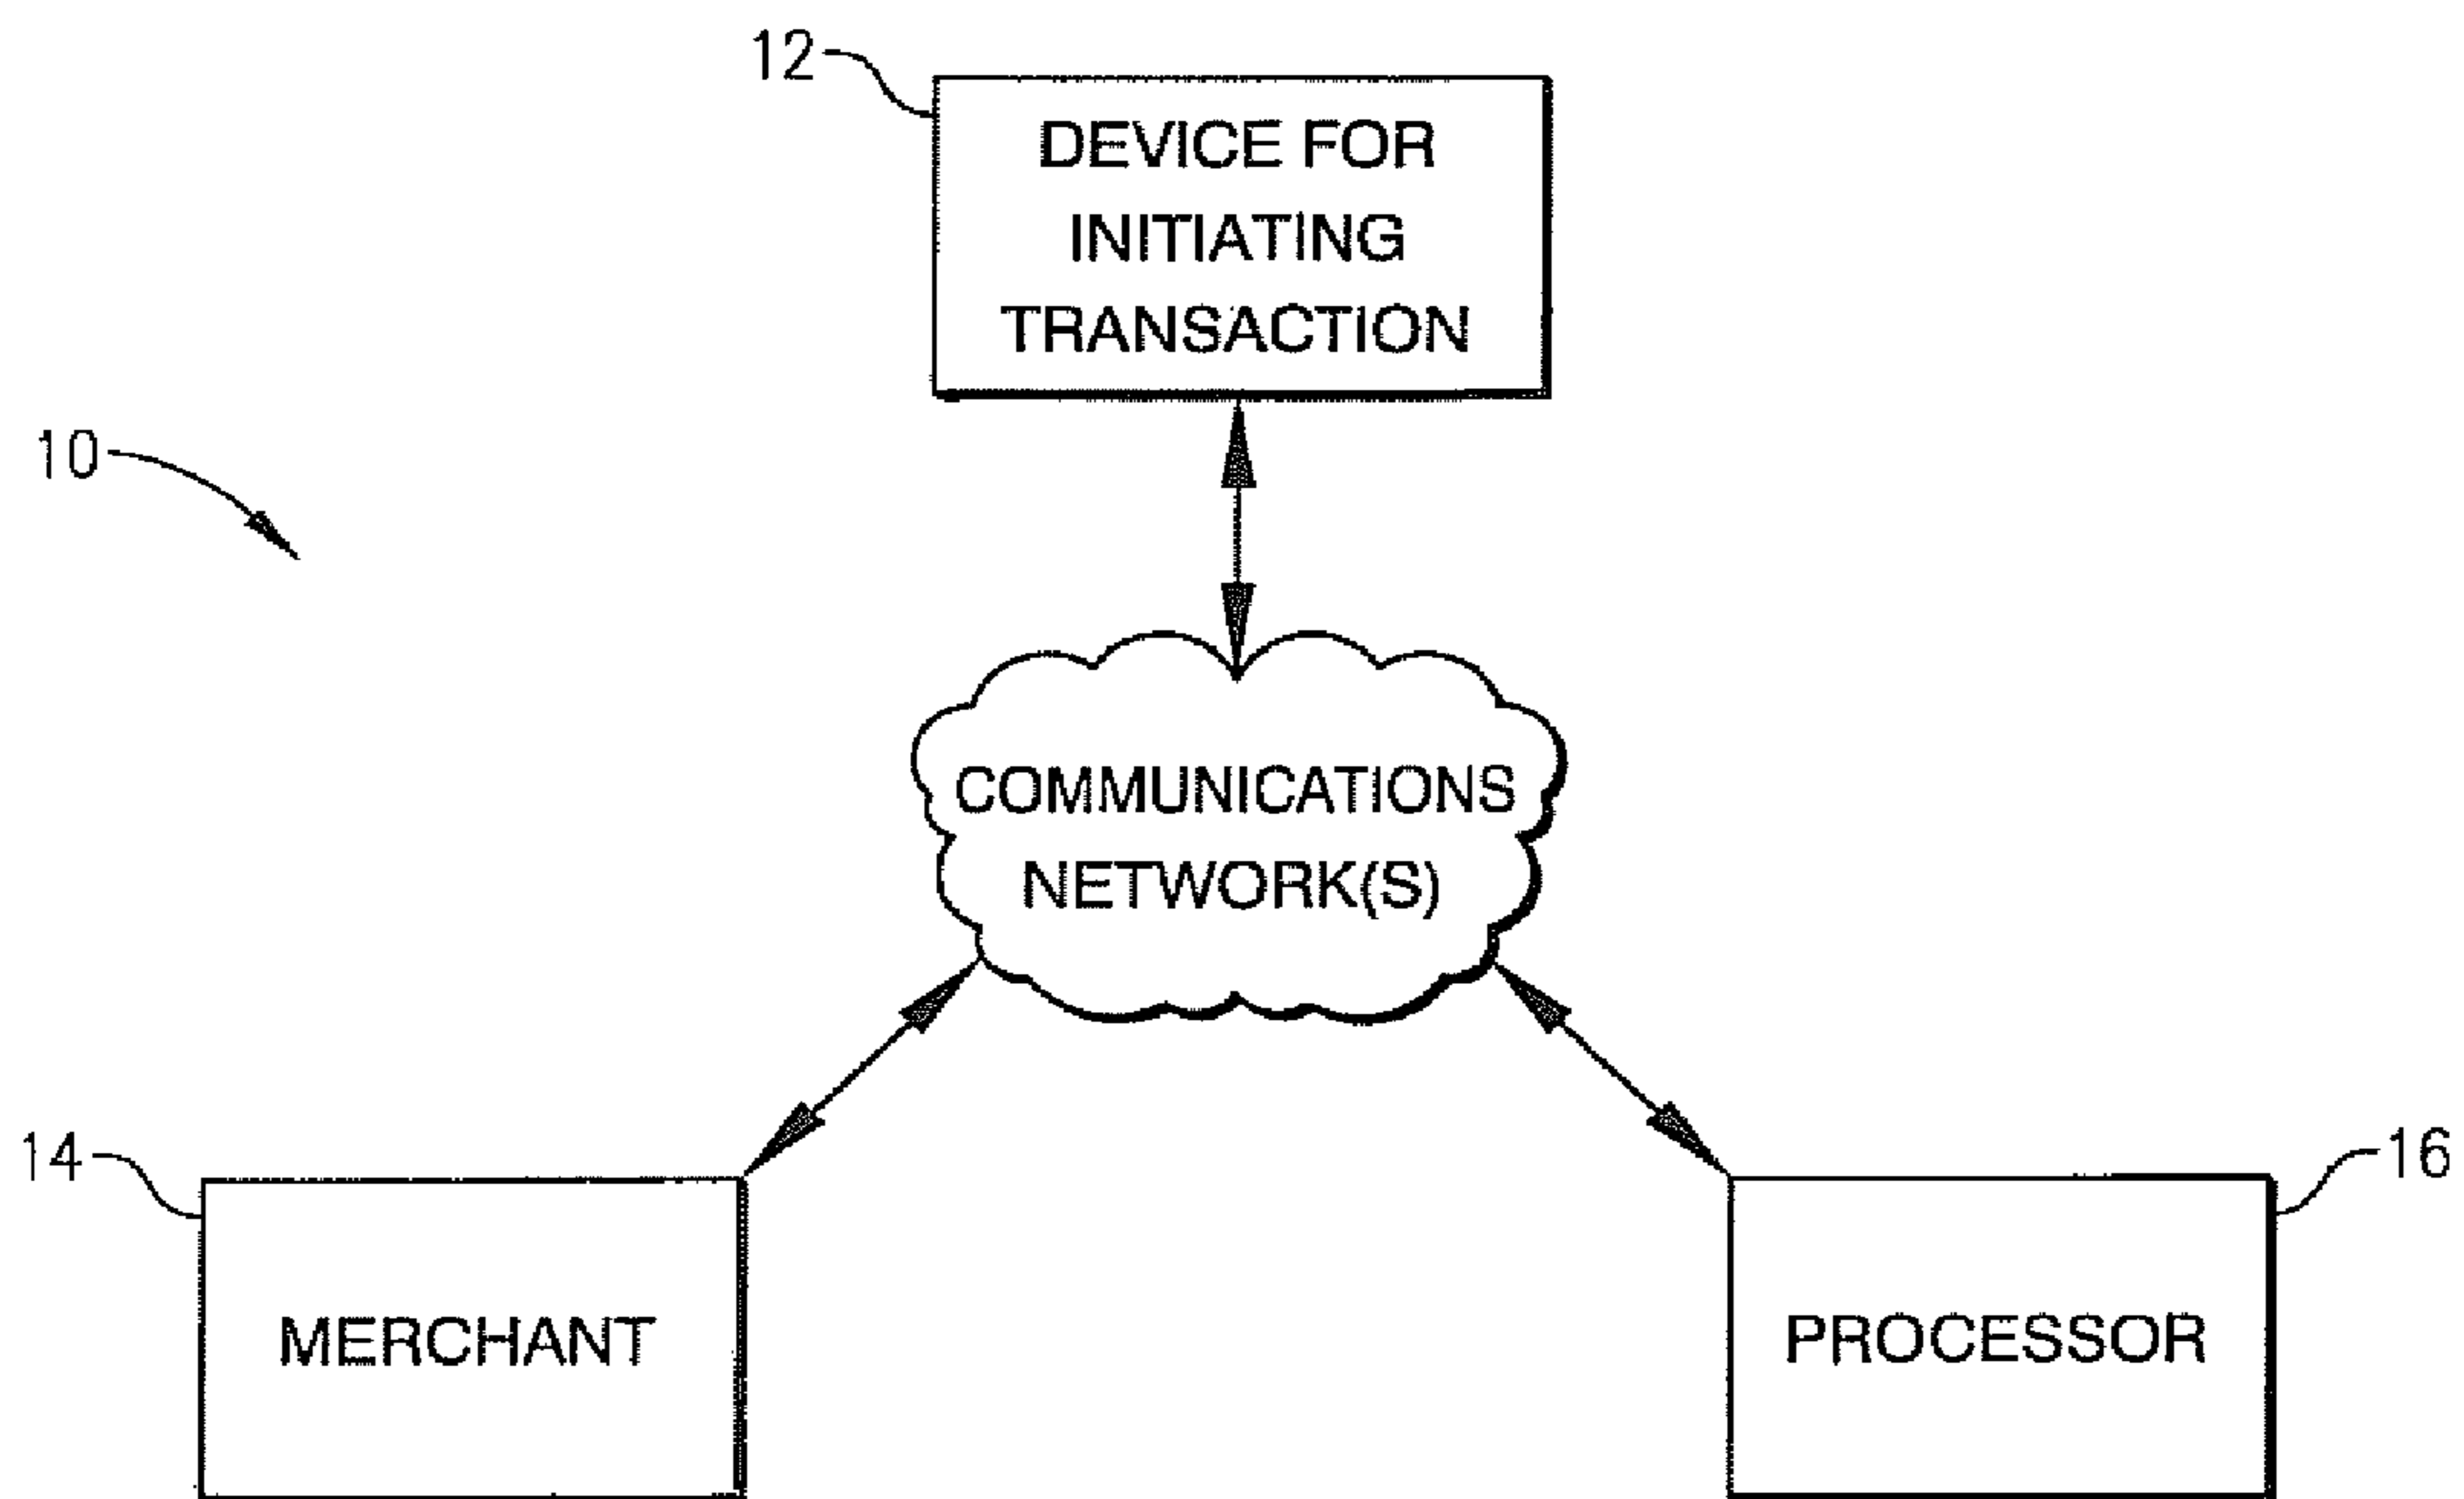 12
DEVICE FOR
INITIATING
TRANSACTION
10
COMMUNICATIONS
NETWORK(S)
14
MERCHANT
PROCESSOR
16